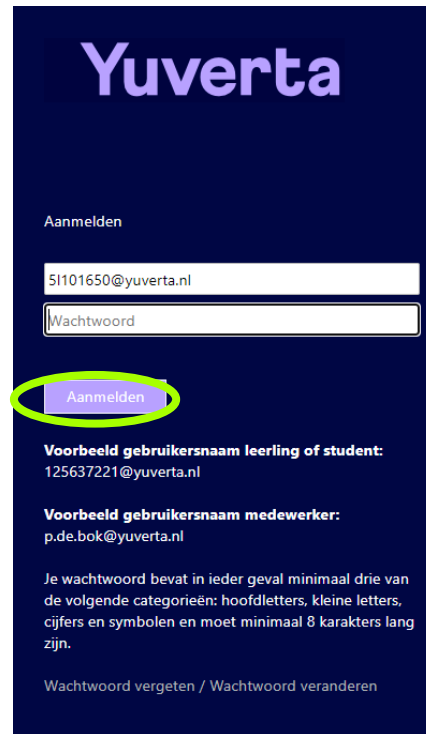 Yuverta
Aanmelden
5l101650@yuverta.nl
Wachtwoord
Aanmelden
Voorbeeld gebruikersnaam leerling of student:
125637221@yuverta.nl
Voorbeeld gebruikersnaam medewerker:
p.de.bok@yuverta.nl
Je wachtwoord bevat in ieder geval minimaal drie van
de volgende categorieën: hoofdletters, kleine letters,
cijfers en symbolen en moet minimaal 8 karakters lang
zijn.
Wachtwoord vergeten / Wachtwoord veranderen